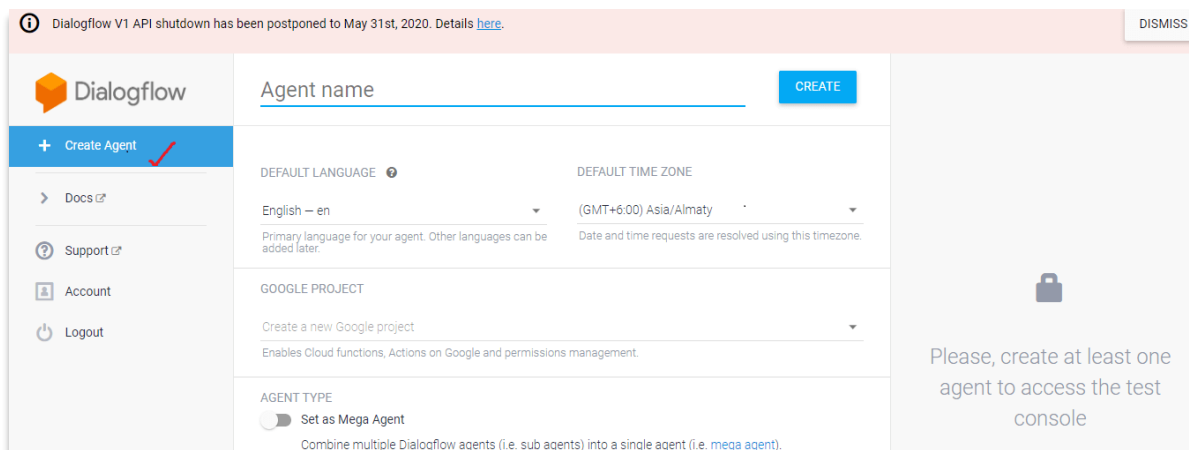 Dialogflow V1 API shutdown has been postponed to May 31st, 2020. Details here.
DISMISS
Dialogflow
Agent name
CREATE
Create Agent
DEFAULT LANGUAGE
DEFAULT TIME ZONE
Docs
English — en
(GMT+6:00) Asia/Almaty
Primary language for your agent. Other languages can be
added later.
Date and time requests are resolved using this timezone.
Support
Account
GOOGLE PROJECT
Logout
Create a new Google project
Enables Cloud functions, Actions on Google and permissions management.
Please, create at least one
agent to access the test
console
AGENT TYPE
Set as Mega Agent
Combine multiple Dialogflow agents (i.e. sub agents) into a single agent (i.e. mega agent).